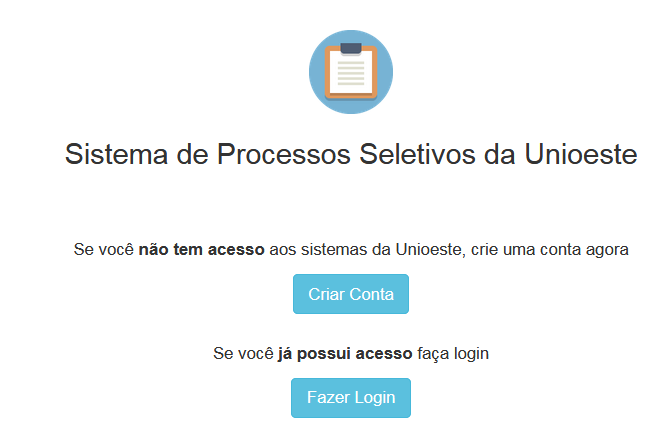 Sistema de Processos Seletivos da Unioeste
Se você não tem acesso aos sistemas da Unioeste, crie uma conta agora
Criar Conta
Se você já possui acesso faça login
Fazer Login